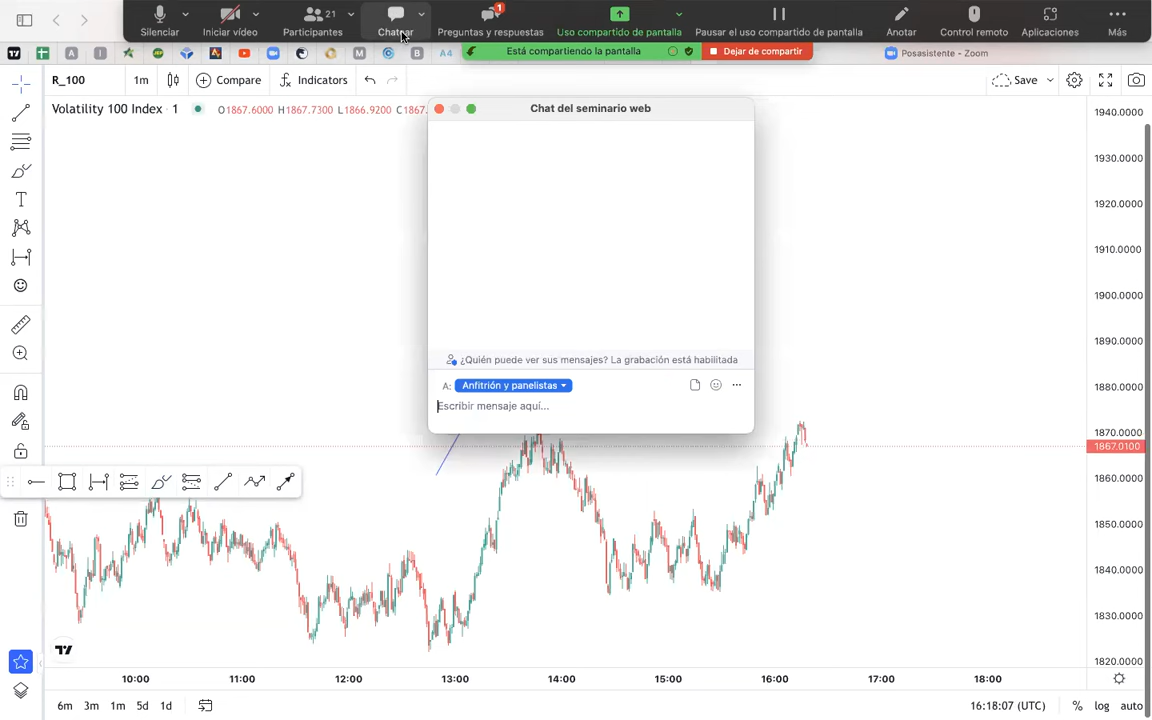 Silenciar
Iniciar vídeo
21
Participantes
Chatear
1
Preguntas y respuestas
Uso compartido de pantalla
Pausar el uso compartido de pantalla
Anotar
Control remoto
Aplicaciones
Más
A
I
M
B
A4
Está compartiendo la pantalla
Dejar de compartir
Posasistente - Zoom
R_100
1m
Compare
Indicators
Save
Volatility 100 Index · 1
O1867.6000 H1867.7300 L1866.9200 C1867.
Chat del seminario web
¿Quién puede ver sus mensajes? La grabación está habilitada
A: Anfitrión y panelistas
Escribir mensaje aquí...
1940.0000
1930.0000
1920.0000
1910.0000
1900.0000
1890.0000
1880.0000
1870.0000
1867.0100
1860.0000
1850.0000
1840.0000
1830.0000
1820.0000
10:00
11:00
12:00
13:00
14:00
15:00
16:00
17:00
18:00
6m
3m
1m
5d
1d
16:18:07 (UTC)
%
log
auto